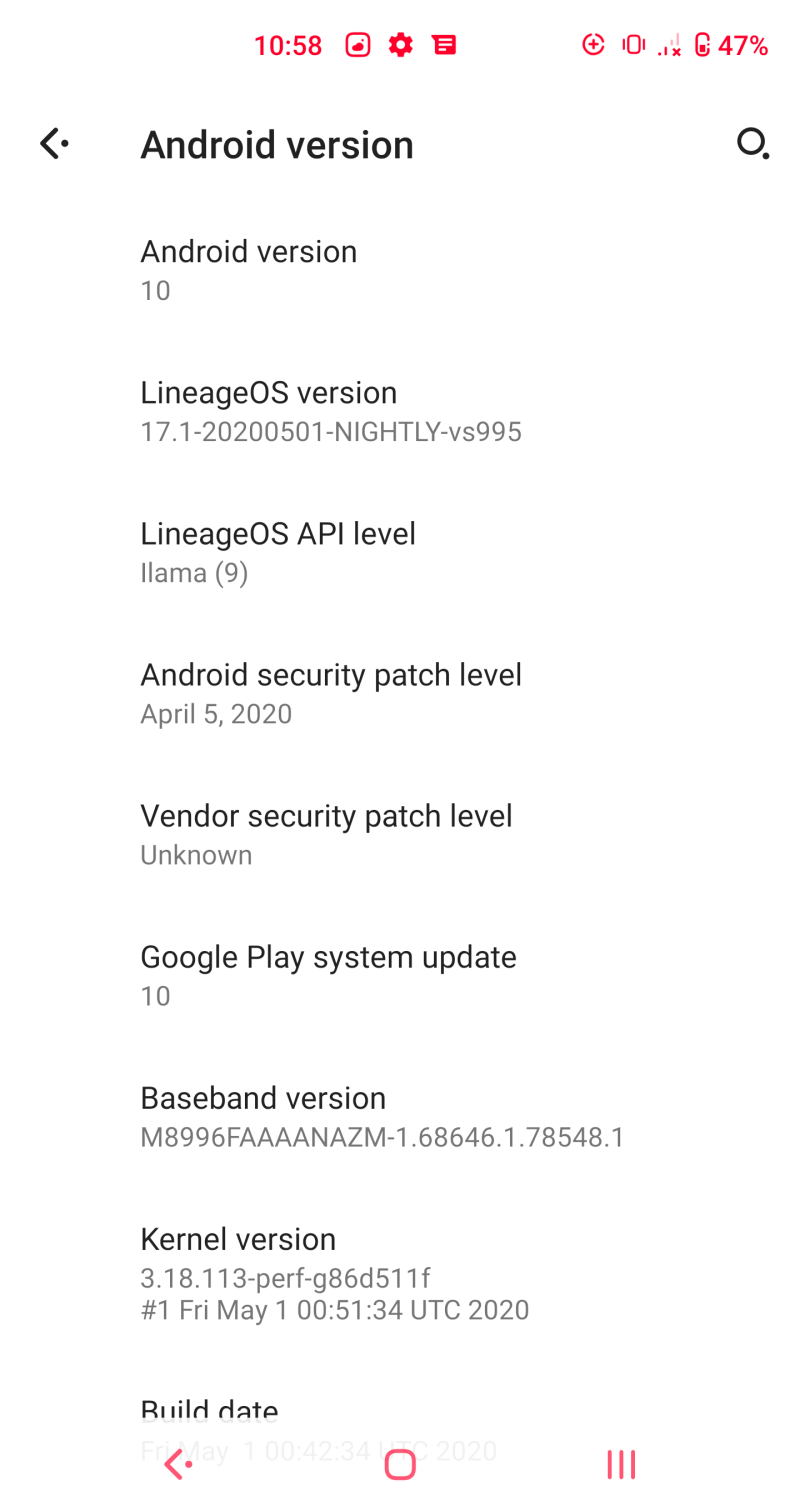 10:58 47%
Android version
Android version
10
LineageOS version
17.1-20200501-NIGHTLY-vs995
LineageOS API level
Ilama (9)
Android security patch level
April 5, 2020
Vendor security patch level
Unknown
Google Play system update
10
Baseband version
M8996FAAAANAZM-1.68646.1.78548.1
Kernel version
3.18.113-perf-g86d511f
#1 Fri May 1 00:51:34 UTC 2020
Build date
Fri May 1 00:42:34 UTC 2020